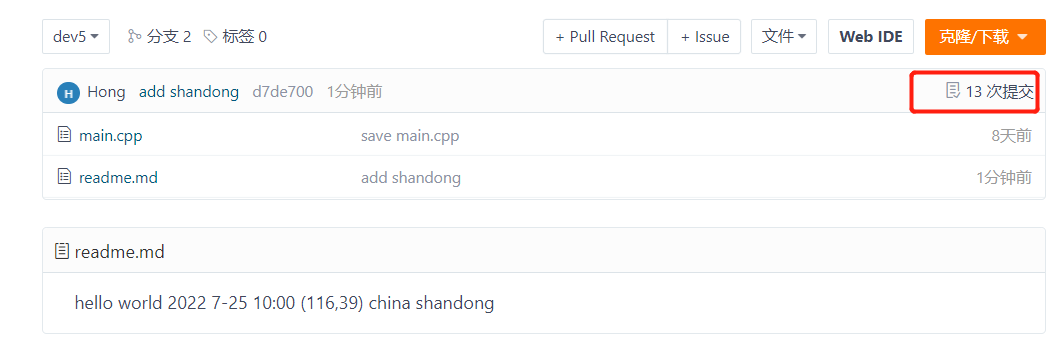 dev5 分支 2 标签 0 + Pull Request + Issue 文件 Web IDE 克隆/下载
H Hong add shandong d7de700 1分钟前 13 次提交
main.cpp save main.cpp 8天前
readme.md add shandong 1分钟前
readme.md
hello world 2022 7-25 10:00 (116,39) china shandong